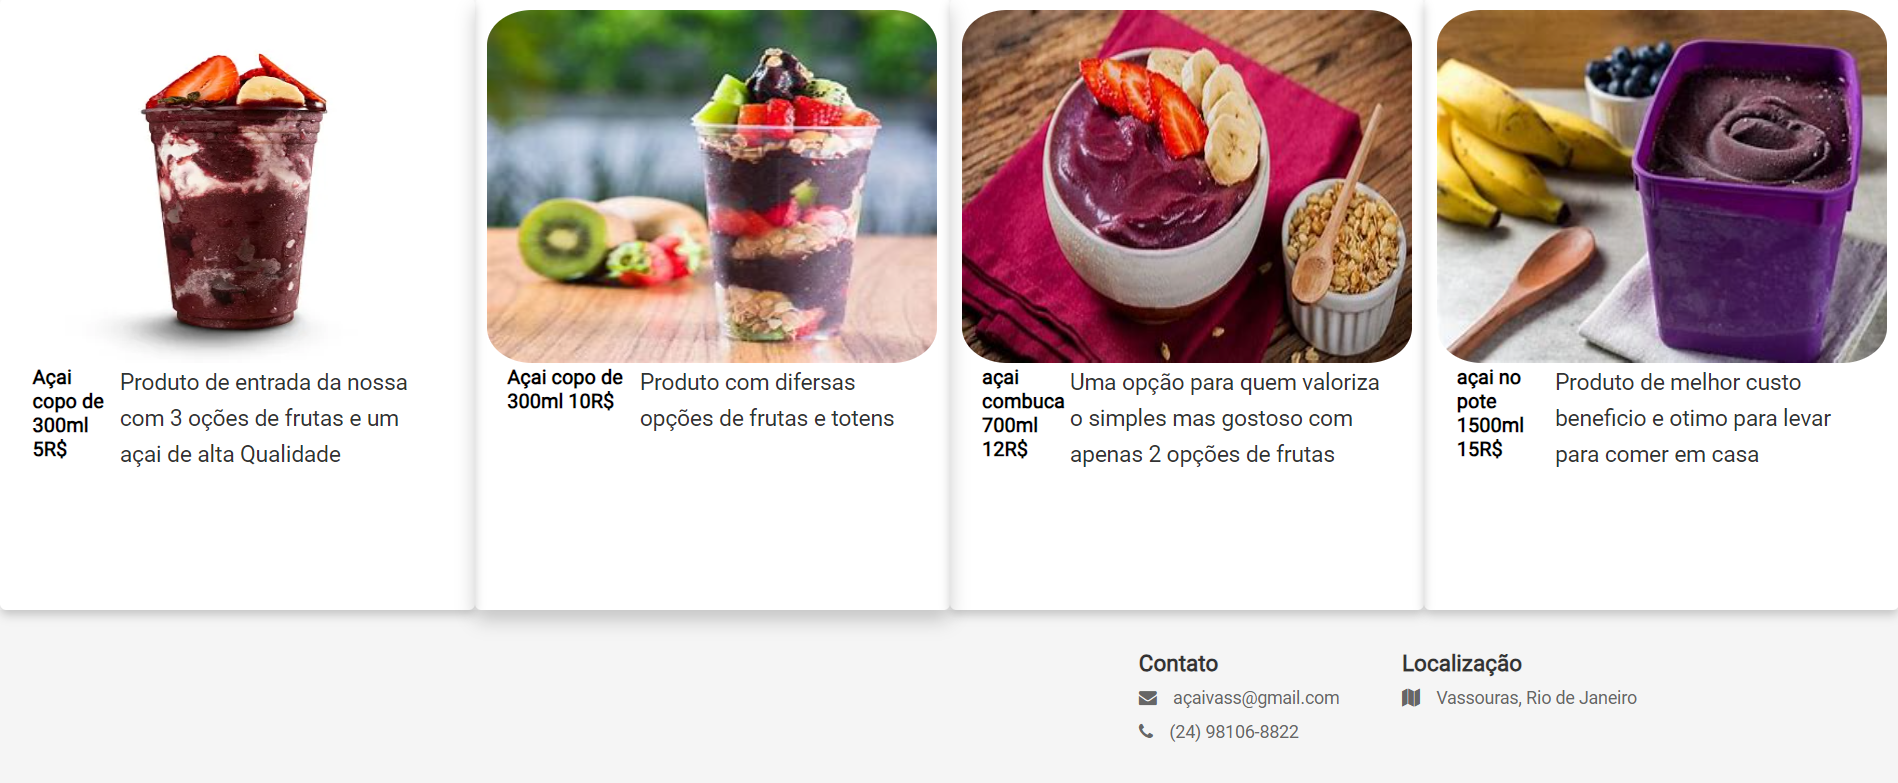 Açai
copo de
300ml
5R$
Produto de entrada da nossa
com 3 oções de frutas e um
açai de alta Qualidade
Açai copo de
300ml 10R$
Produto com difersas
opções de frutas e totens
açai
combuca
700ml
12R$
Uma opção para quem valoriza
o simples mas gostoso com
apenas 2 opções de frutas
açai no
pote
1500ml
15R$
Produto de melhor custo
beneficio e otimo para levar
para comer em casa
Contato
açaivass@gmail.com
(24) 98106-8822
Localização
Vassouras, Rio de Janeiro